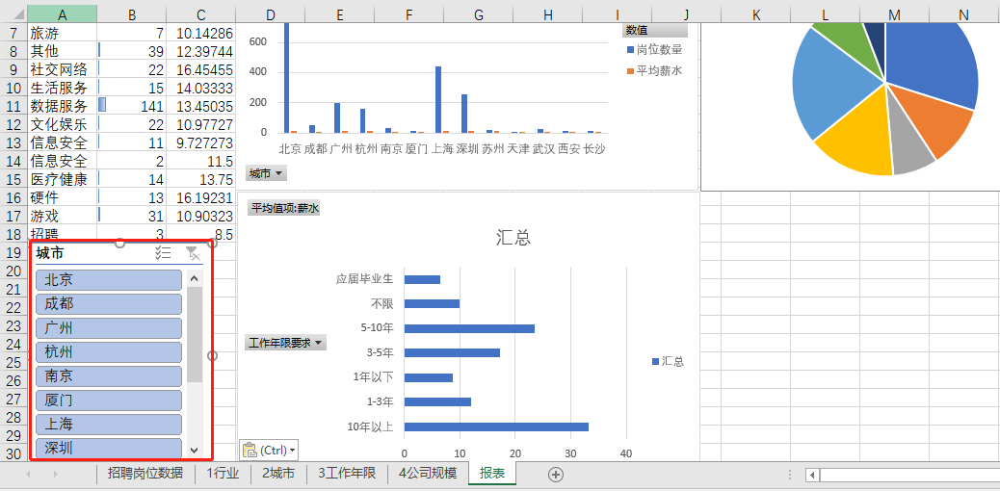 A B C D E F G H I J K L M N
7 旅游 7 10.14286
8 其他 39 12.39744
9 社交网络 22 16.45455
10 生活服务 15 14.03333
11 数据服务 141 13.45035
12 文化娱乐 22 10.97727
13 信息安全 11 9.727273
14 信息安全 2 11.5
15 医疗健康 14 13.75
16 硬件 13 16.19231
17 游戏 31 10.90323
18 招聘 3 8.5
19
20
21
22
23
24
25
26
27
28
29
30
城市
北京
成都
广州
杭州
南京
厦门
上海
深圳
600
400
200
0
北京 成都 广州 杭州 南京 厦门 上海 深圳 苏州 天津 武汉 西安 长沙
城市
数值
岗位数量
平均薪水
平均值项:薪水
汇总
应届毕业生
不限
5-10年
3-5年
1年以下
1-3年
10年以上
0 10 20 30 40
工作年限要求
汇总
(Ctrl)
招聘岗位数据 1行业 2城市 3工作年限 4公司规模 报表